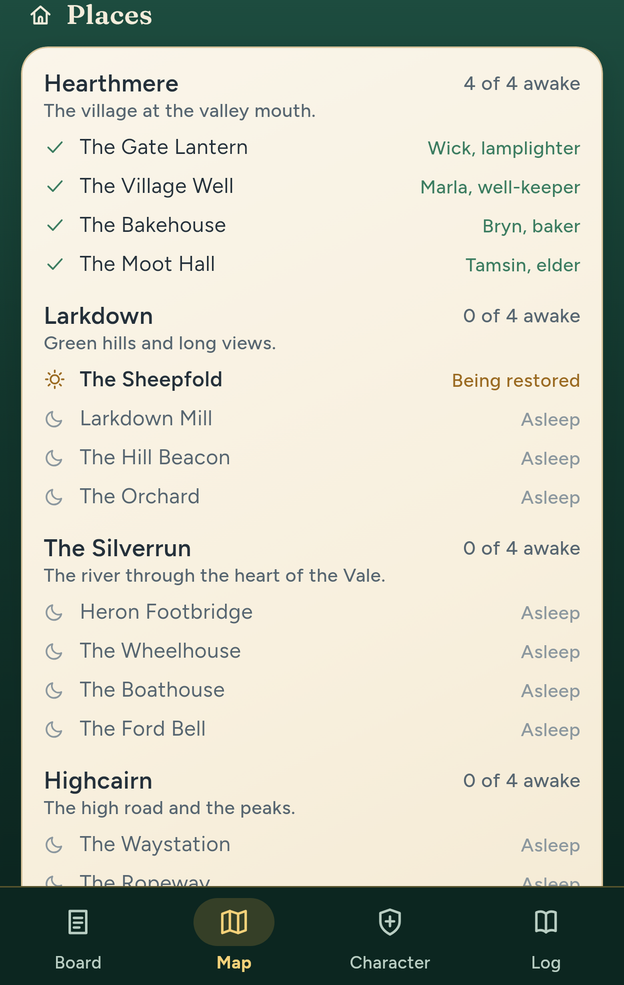 Places
Hearthmere 4 of 4 awake
The village at the valley mouth.
The Gate Lantern Wick, lamplighter
The Village Well Marla, well-keeper
The Bakehouse Bryn, baker
The Moot Hall Tamsin, elder
Larkdown 0 of 4 awake
Green hills and long views.
The Sheepfold Being restored
Larkdown Mill Asleep
The Hill Beacon Asleep
The Orchard Asleep
The Silverrun 0 of 4 awake
The river through the heart of the Vale.
Heron Footbridge Asleep
The Wheelhouse Asleep
The Boathouse Asleep
The Ford Bell Asleep
Highcairn 0 of 4 awake
The high road and the peaks.
The Waystation Asleep
The Ropeway Asleep
Board Map Character Log